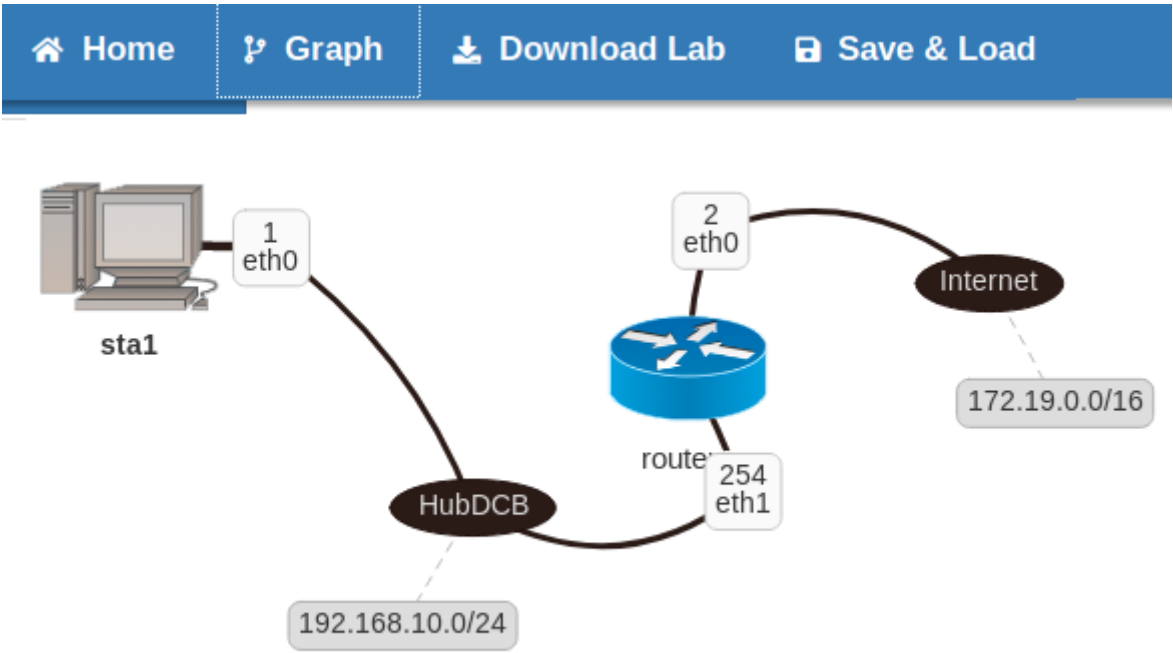 Home
Graph
Download Lab
Save & Load
1
eth0
sta1
2
eth0
Internet
172.19.0.0/16
route
254
eth1
HubDCB
192.168.10.0/24